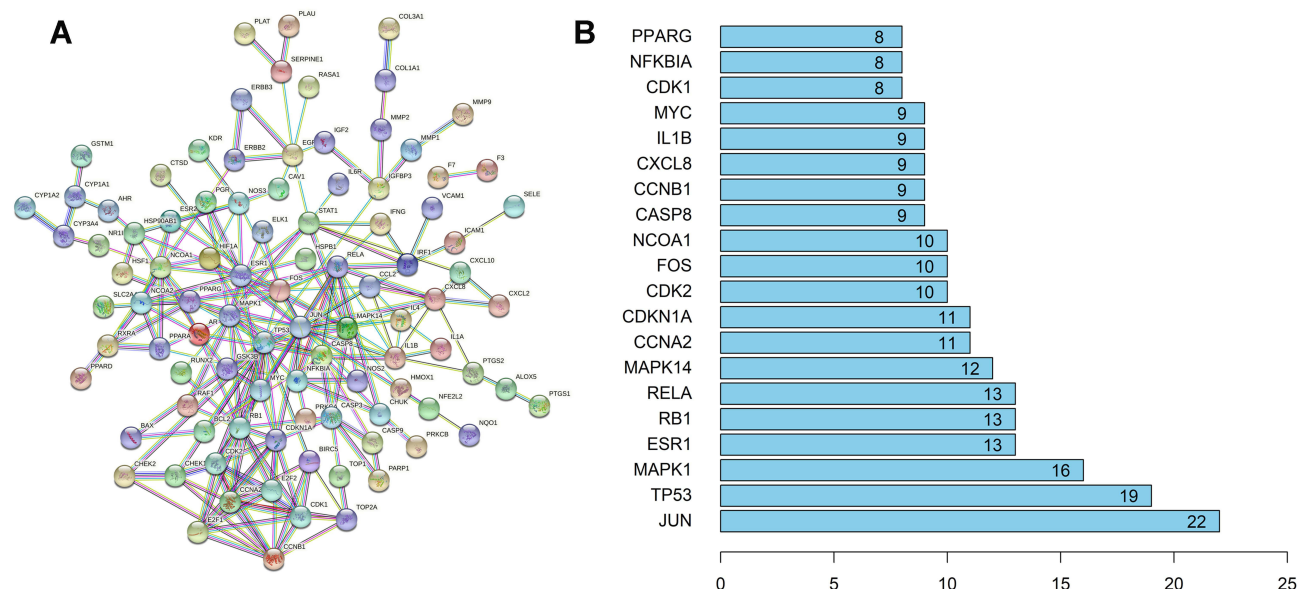 A
PLAT
PLAU
COL3A1
SERPINE1
RASA1
COL1A1
ERBB3
MMP9
MMP2
IGF2
MMP1
GSTM1
KDR
ERBB2
CTSD
IL6R
IGFBP3
F7
F3
CYP1A1
CAV1
PGR
NOS3
CYP1A2
AHR
VCAM1
SELE
STAT1
IFNG
HSP90AB1
ELK1
CYP3A4
ICAM1
HIF1A
HSPB1
IRF1
NCOA1
RELA
HSF1
ESR1
CXCL10
FOS
CCL2
NCOA2
PPARG
CXCL8
CXCL2
MAPK1
JUN
MAPK14
IL4
AR
TP53
RXRA
PPARA
CASP8
IL1B
IL1A
RUNX2
GSK3B
PTGS2
PPARD
MYC
NFKBIA
NOS2
HMOX1
ALOX5
PTGS1
RAF1
NFE2L2
BCL2
RB1
CASP3
CHUK
BAX
CDKN1A
NQO1
CASP9
PRKCB
CDK2
BIRC5
CHEK2
CHEK1
TOP1
PARP1
CCNA2
E2F2
CDK1
TOP2A
E2F1
CCNB1
B
PPARG 8
NFKBIA 8
CDK1 8
MYC 9
IL1B 9
CXCL8 9
CCNB1 9
CASP8 9
NCOA1 10
FOS 10
CDK2 10
CDKN1A 11
CCNA2 11
MAPK14 12
RELA 13
RB1 13
ESR1 13
MAPK1 16
TP53 19
JUN 22
0 5 10 15 20 25